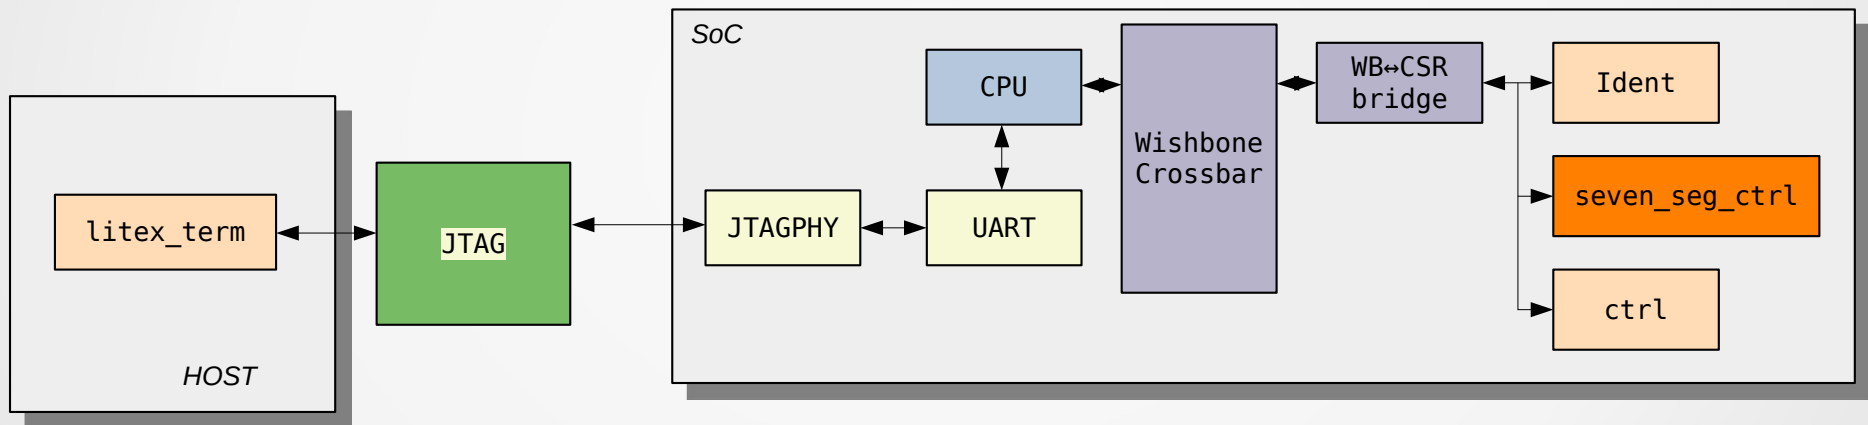 SoC
CPU
WB↔CSR
bridge
Ident
Wishbone
Crossbar
seven_seg_ctrl
litex_term
JTAG
JTAGPHY
UART
ctrl
HOST